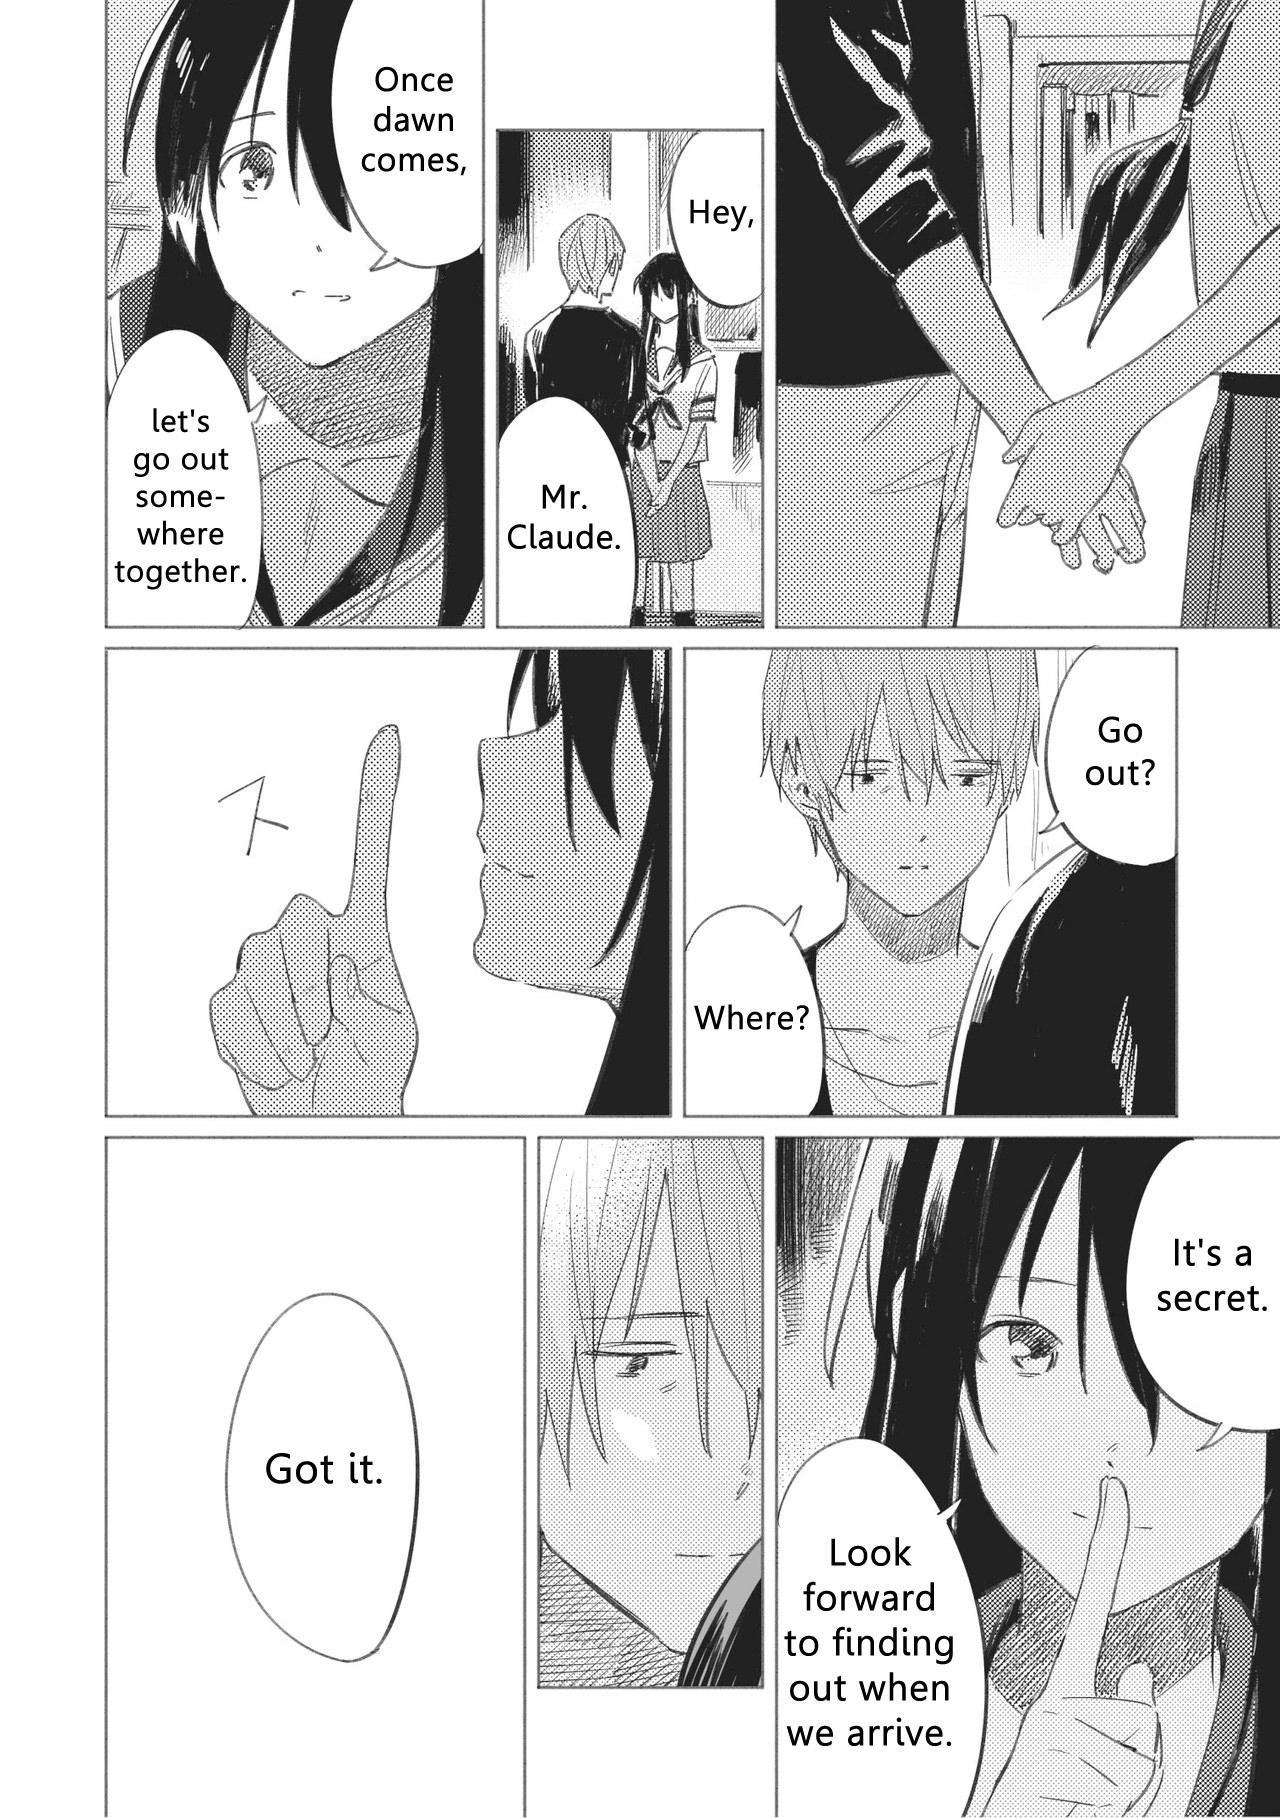 Hey,
Mr.
Claude.
Once
dawn
comes,
let's
go out
some-
where
together.
Go
out?
Where?
ス
It's a
secret.
Look
forward
to finding
out when
we arrive.
Got it.